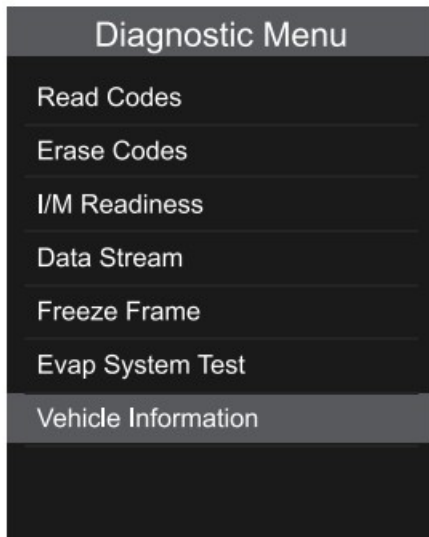 Diagnostic Menu
Read Codes
Erase Codes
I/M Readiness
Data Stream
Freeze Frame
Evap System Test
Vehicle Information